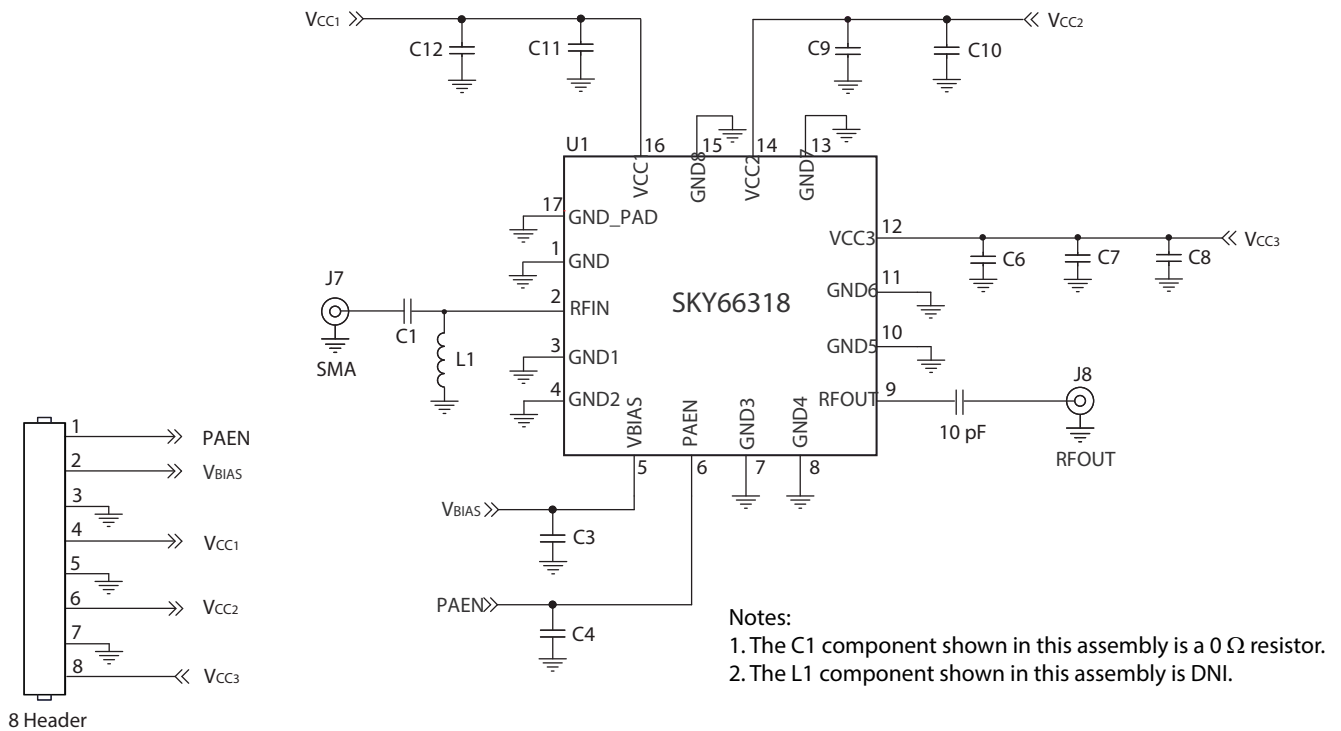 VCC1
VCC2
C12
C11
C9
C10
U1
16
15
14
13
VCC1
GND8
VCC2
GND7
17
GND_PAD
VCC3
12
VCC3
C6
C7
C8
1
GND
GND6
11
J7
2
RFIN
SKY66318
C1
L1
SMA
3
GND1
GND5
10
4
GND2
RFOUT
9
J8
10 pF
RFOUT
VBIAS
PAEN
GND3
GND4
5
6
7
8
VBIAS
C3
PAEN
C4
1
PAEN
2
VBIAS
3
4
VCC1
5
6
VCC2
7
8
VCC3
8 Header
Notes:
1. The C1 component shown in this assembly is a 0 Ω resistor.
2. The L1 component shown in this assembly is DNI.